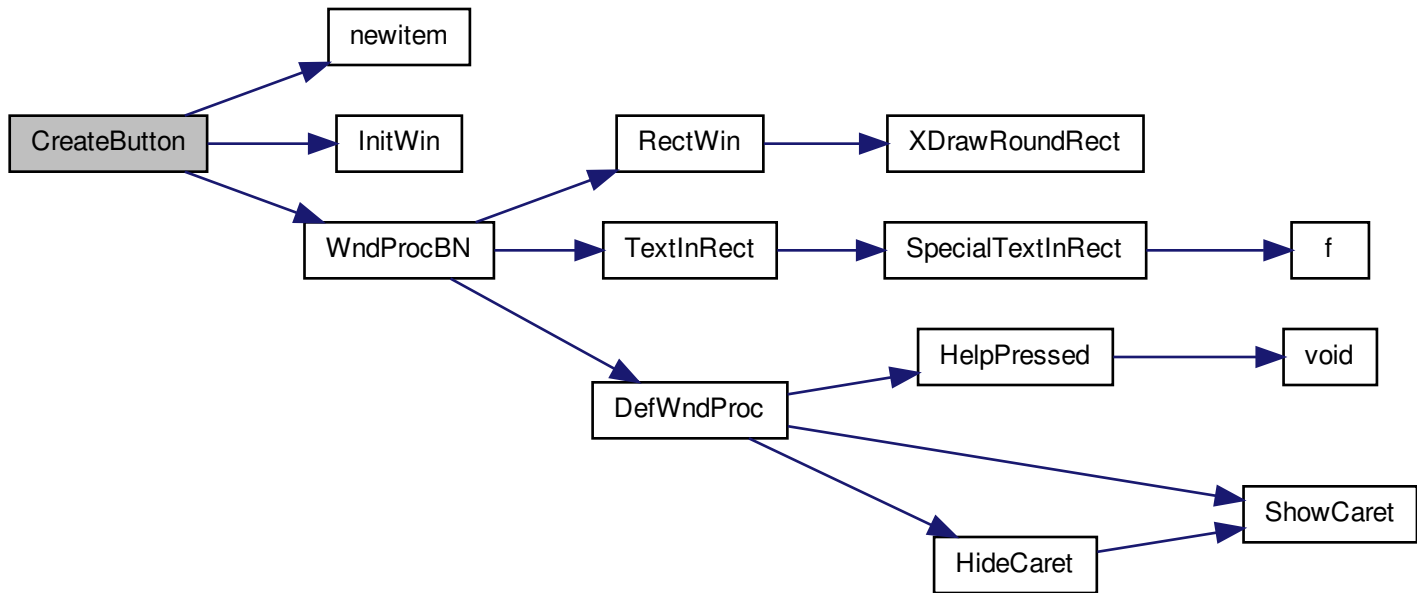 newitem
CreateButton
InitWin
RectWin
XDrawRoundRect
WndProcBN
TextInRect
SpecialTextInRect
f
HelpPressed
void
DefWndProc
ShowCaret
HideCaret